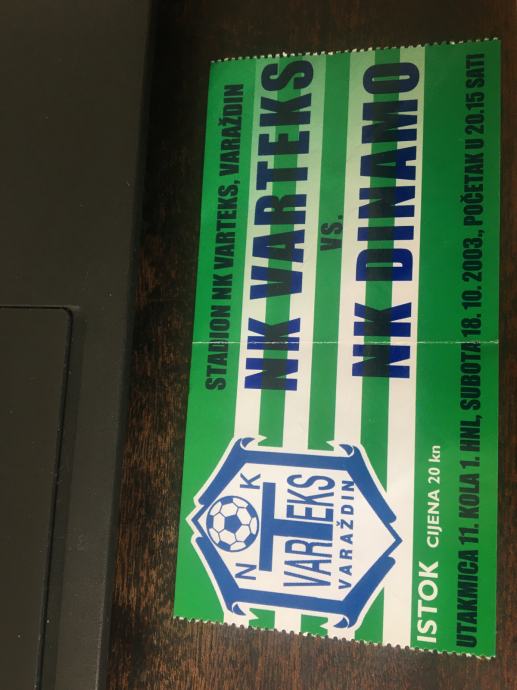 STADION NK VARTEKS, VARAŽDIN
NK VARTEKS
vs.
NK DINAMO
N K
VARTEKS
VARAŽDIN
ISTOK CIJENA 20 kn
UTAKMICA 11. KOLA 1. HNL, SUBOTA 18. 10. 2003., POČETAK U 20.15 SATI